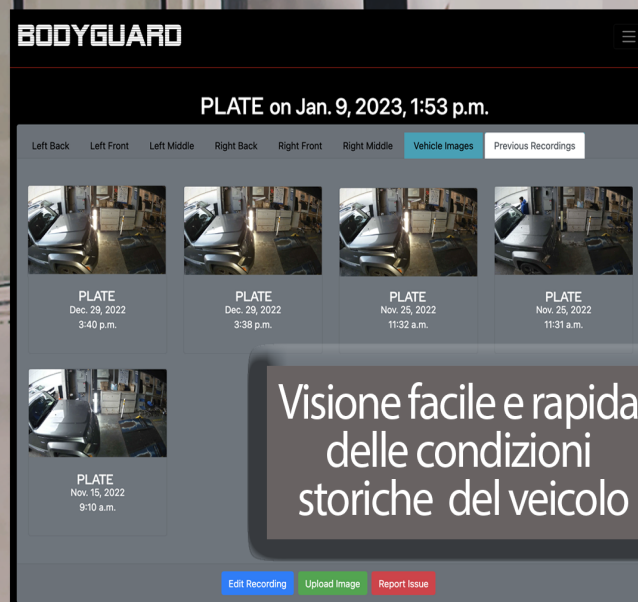 BODYGUARD
PLATE on Jan. 9, 2023, 1:53 p.m.
Left Back Left Front Left Middle Right Back Right Front Right Middle Vehicle Images Previous Recordings
PLATE
Dec. 29, 2022
3:40 p.m.
PLATE
Dec. 29, 2022
3:38 p.m.
PLATE
Nov. 25, 2022
11:32 a.m.
PLATE
Nov. 25, 2022
11:31 a.m.
PLATE
Nov. 15, 2022
9:10 a.m.
Visione facile e rapida
delle condizioni
storiche del veicolo
Edit Recording Upload Image Report Issue